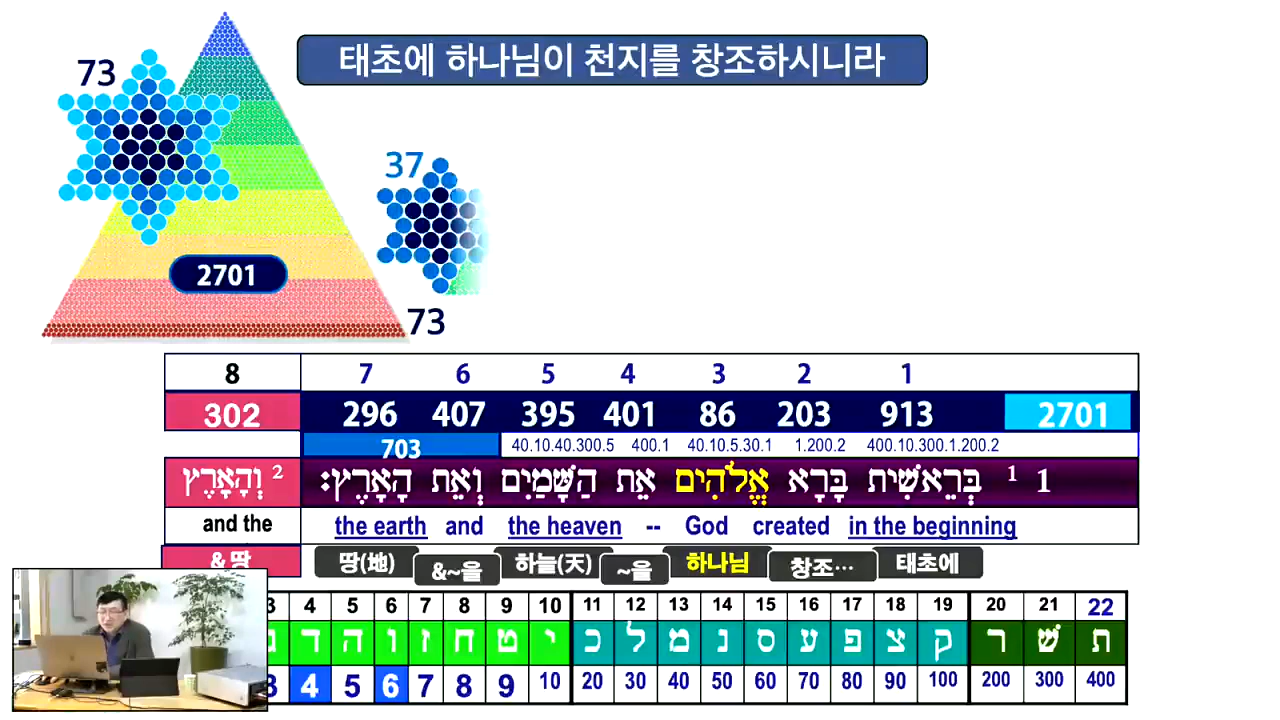 태초에 하나님이 천지를 창조하시니라
73
37
2701
73
8 7 6 5 4 3 2 1
302 296 407 395 401 86 203 913 2701
703 40.10.40.300.5 400.1 40.10.5.30.1 1.200.2 400.10.300.1.200.2
1 ¹ בְּרֵאשִׁית בָּרָא אֱלֹהִים אֵת הַשָּׁמַיִם וְאֵת הָאָרֶץ׃ ² וְהָאָרֶץ
and the the earth and the heaven -- God created in the beginning
&땅 땅(地) &~을 하늘(天) ~을 하나님 창조··· 태초에
3 4 5 6 7 8 9 10 11 12 13 14 15 16 17 18 19 20 21 22
ג ד ה ו ז ח ט י כ ל מ נ ס ע פ צ ק ר שׁ ת
3 4 5 6 7 8 9 10 20 30 40 50 60 70 80 90 100 200 300 400